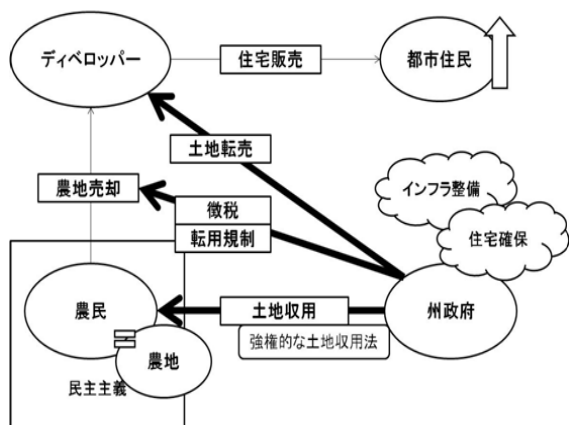 ディベロッパー
住宅販売
都市住民
土地転売
農地売却
徴税
転用規制
インフラ整備
住宅確保
農民
土地収用
州政府
強権的な土地収用法
農地
民主主義